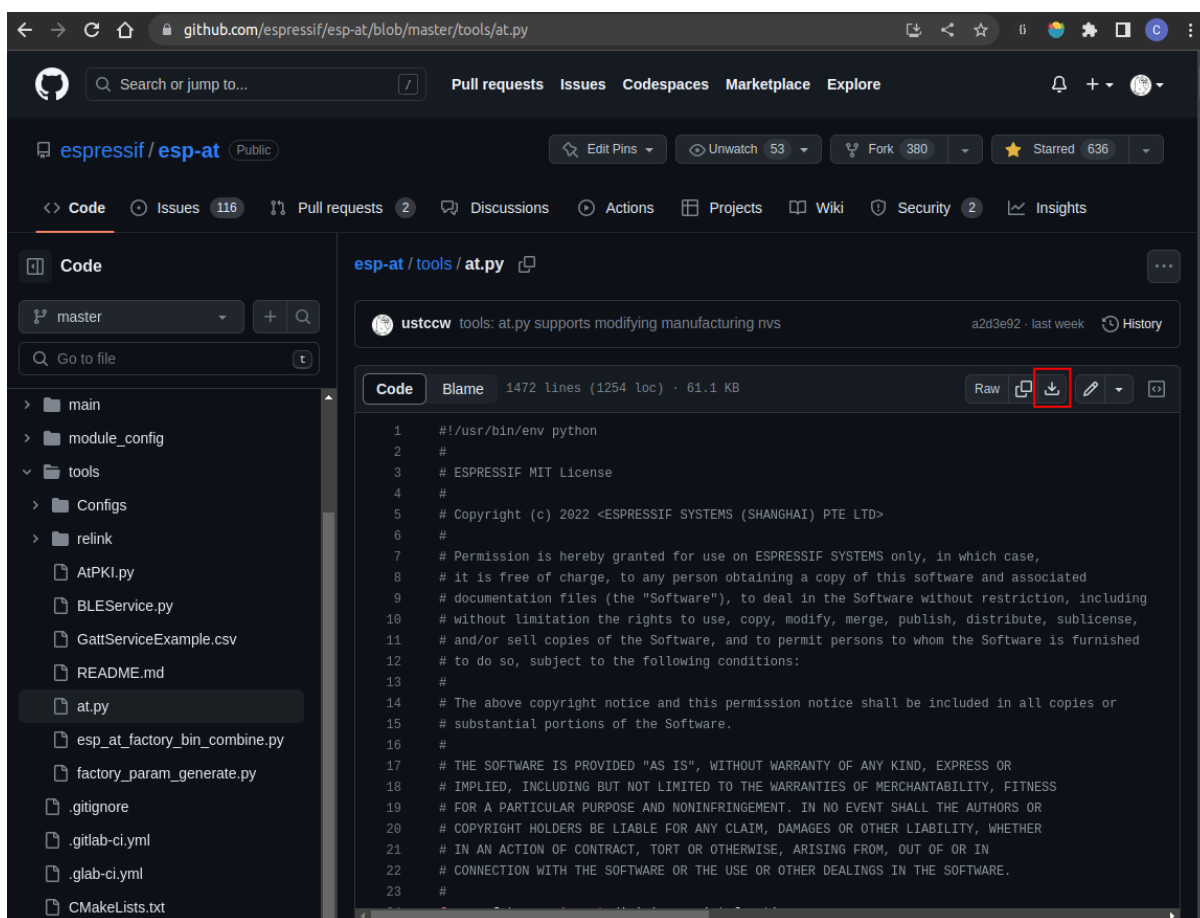 github.com/espressif/esp-at/blob/master/tools/at.py
C
Search or jump to...
/
Pull requests Issues Codespaces Marketplace Explore
espressif / esp-at Public
Edit Pins Unwatch 53 Fork 380 Starred 636
Code Issues 116 Pull requests 2 Discussions Actions Projects Wiki Security 2 Insights
Code
master
Go to file t
main
module_config
tools
Configs
relink
AtPKI.py
BLEService.py
GattServiceExample.csv
README.md
at.py
esp_at_factory_bin_combine.py
factory_param_generate.py
.gitignore
.gitlab-ci.yml
.glab-ci.yml
CMakeLists.txt
esp-at / tools / at.py
ustccw tools: at.py supports modifying manufacturing nvs a2d3e92 · last week History
Code Blame 1472 lines (1254 loc) · 61.1 KB Raw
1 #!/usr/bin/env python
2 #
3 # ESPRESSIF MIT License
4 #
5 # Copyright (c) 2022 <ESPRESSIF SYSTEMS (SHANGHAI) PTE LTD>
6 #
7 # Permission is hereby granted for use on ESPRESSIF SYSTEMS only, in which case,
8 # it is free of charge, to any person obtaining a copy of this software and associated
9 # documentation files (the "Software"), to deal in the Software without restriction, including
10 # without limitation the rights to use, copy, modify, merge, publish, distribute, sublicense,
11 # and/or sell copies of the Software, and to permit persons to whom the Software is furnished
12 # to do so, subject to the following conditions:
13 #
14 # The above copyright notice and this permission notice shall be included in all copies or
15 # substantial portions of the Software.
16 #
17 # THE SOFTWARE IS PROVIDED "AS IS", WITHOUT WARRANTY OF ANY KIND, EXPRESS OR
18 # IMPLIED, INCLUDING BUT NOT LIMITED TO THE WARRANTIES OF MERCHANTABILITY, FITNESS
19 # FOR A PARTICULAR PURPOSE AND NONINFRINGEMENT. IN NO EVENT SHALL THE AUTHORS OR
20 # COPYRIGHT HOLDERS BE LIABLE FOR ANY CLAIM, DAMAGES OR OTHER LIABILITY, WHETHER
21 # IN AN ACTION OF CONTRACT, TORT OR OTHERWISE, ARISING FROM, OUT OF OR IN
22 # CONNECTION WITH THE SOFTWARE OR THE USE OR OTHER DEALINGS IN THE SOFTWARE.
23 #